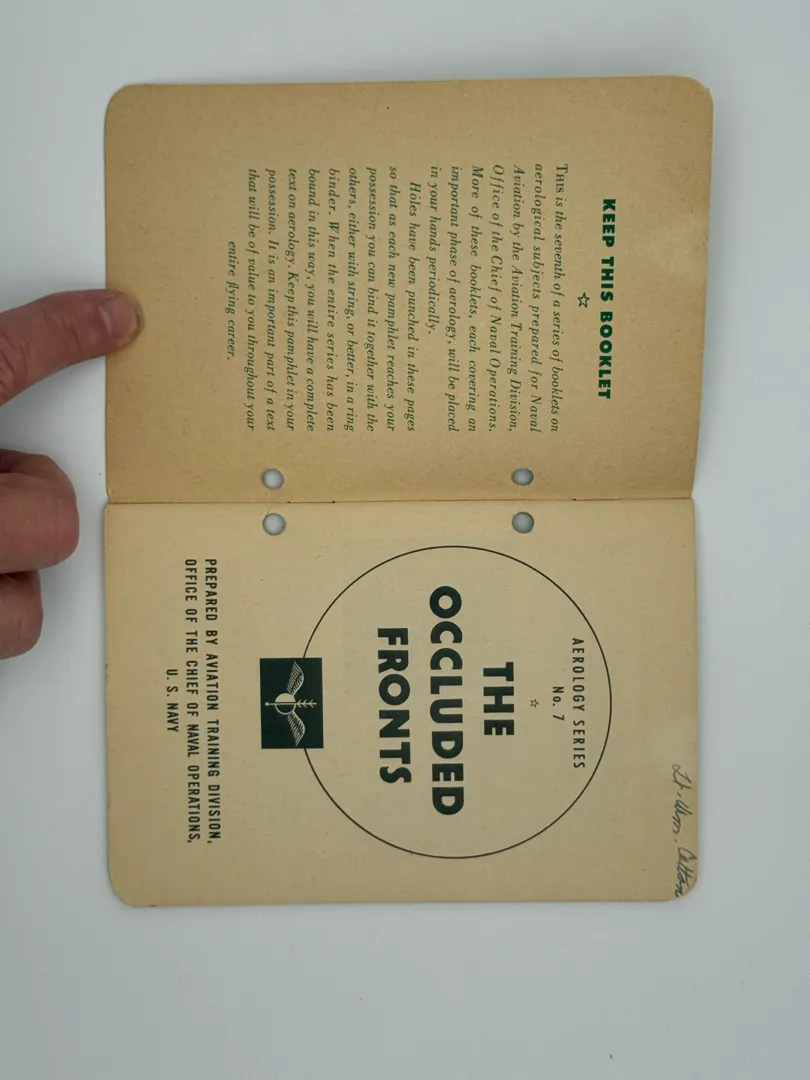 KEEP THIS BOOKLET
☆
THIS is the seventh of a series of booklets on
aerological subjects prepared for Naval
Aviation by the Aviation Training Division,
Office of the Chief of Naval Operations.
More of these booklets, each covering an
important phase of aerology, will be placed
in your hands periodically.
Holes have been punched in these pages
so that as each new pamphlet reaches your
possession you can bind it together with the
others, either with string, or better, in a ring
binder. When the entire series has been
bound in this way, you will have a complete
text on aerology. Keep this pamphlet in your
possession. It is an important part of a text
that will be of value to you throughout your
entire flying career.
Lt. Wm.
AEROLOGY SERIES
No. 7
☆
THE
OCCLUDED
FRONTS
PREPARED BY AVIATION TRAINING DIVISION,
OFFICE OF THE CHIEF OF NAVAL OPERATIONS,
U. S. NAVY